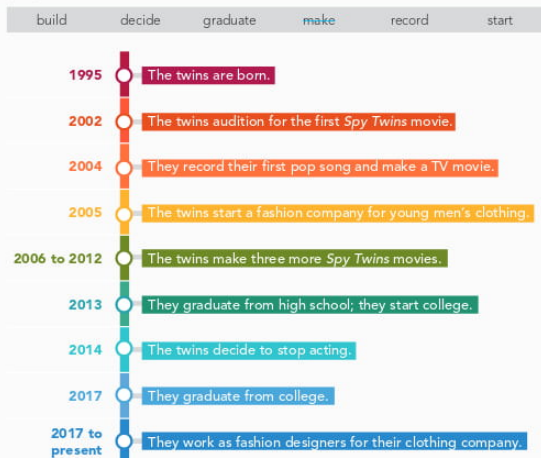 build decide graduate make record start
1995 The twins are born.
2002 The twins audition for the first Spy Twins movie.
2004 They record their first pop song and make a TV movie.
2005 The twins start a fashion company for young men's clothing.
2006 to 2012 The twins make three more Spy Twins movies.
2013 They graduate from high school; they start college.
2014 The twins decide to stop acting.
2017 They graduate from college.
2017 to
present They work as fashion designers for their clothing company.